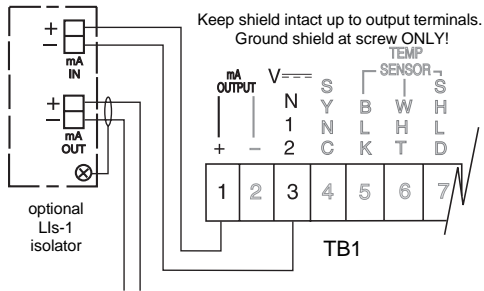 Keep shield intact up to output terminals.
Ground shield at screw ONLY!
+
−
mA
IN
+
−
mA
OUT
optional
LIs-1
isolator
mA
OUTPUT
+
−
V
N
1
2
S
Y
N
C
TEMP
SENSOR
B
L
K
W
H
T
S
H
L
D
1 2 3 4 5 6 7
TB1